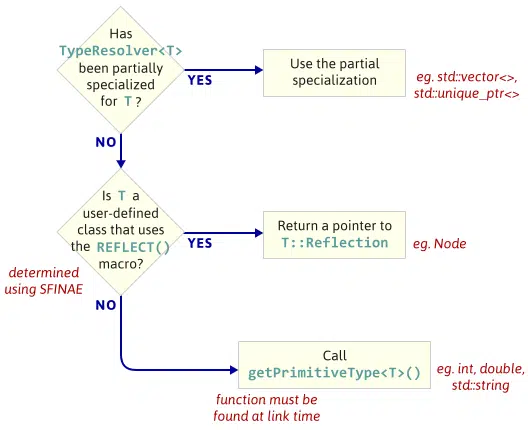 Has
TypeResolver<T>
been partially
specialized
for T ?
YES
Use the partial
specialization
eg. std::vector<>,
std::unique_ptr<>
NO
Is T a
user-defined
class that uses
the REFLECT()
macro?
YES
Return a pointer to
T::Reflection
eg. Node
determined
using SFINAE
NO
Call
getPrimitiveType<T>()
eg. int, double,
std::string
function must be
found at link time